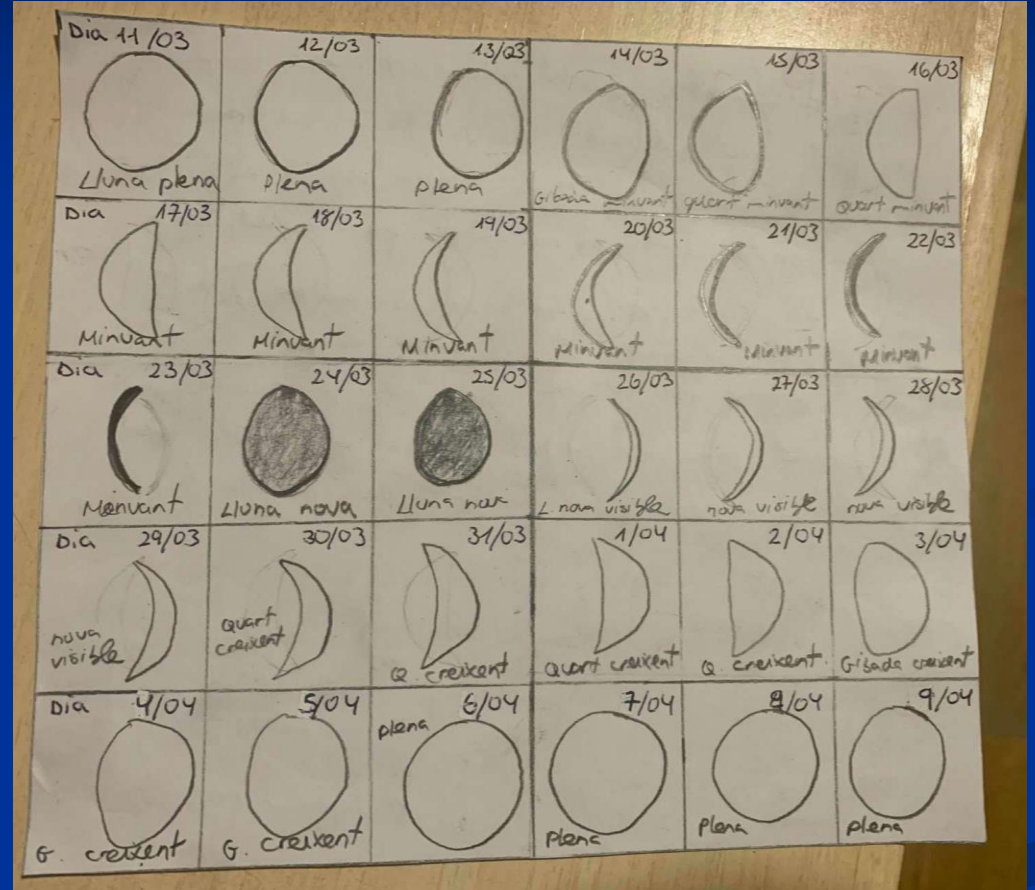 Dia 11/03
12/03
13/03
14/03
15/03
16/03
Lluna plena
Plena
Plena
Gibada minvant
quart minvant
Quart minvant
Dia 17/03
18/03
19/03
20/03
21/03
22/03
Minvant
Minvant
Minvant
Minvant
Minvant
Minvant
Dia 23/03
24/03
25/03
26/03
27/03
28/03
Menvant
Lluna nova
Lluna nov
L nova visible
nova visible
nova visible
Dia 29/03
30/03
31/03
1/04
2/04
3/04
nova
visible
Quart
creixent
Q. creixent
Quart creixent
Q. creixent.
Gibada creixent
Dia 4/04
5/04
6/04
7/04
8/04
9/04
G. creixent
G. creixent
plena
Plena
Plena
Plena